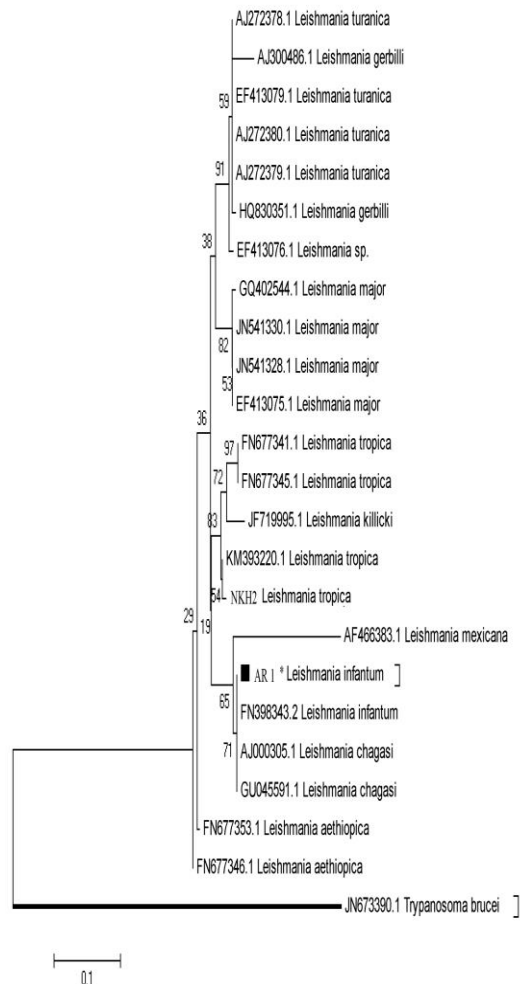 AJ272378.1 Leishmania turanica
AJ300486.1 Leishmania gerbilli
59
EF413079.1 Leishmania turanica
AJ272380.1 Leishmania turanica
91
AJ272379.1 Leishmania turanica
HQ830351.1 Leishmania gerbilli
38
EF413076.1 Leishmania sp.
GQ402544.1 Leishmania major
JN541330.1 Leishmania major
82
JN541328.1 Leishmania major
53
EF413075.1 Leishmania major
36
97
FN677341.1 Leishmania tropica
72
FN677345.1 Leishmania tropica
83
JF719995.1 Leishmania killicki
KM393220.1 Leishmania tropica
54
NKH2 Leishmania tropica
29
19
AF466383.1 Leishmania mexicana
AR 1 * Leishmania infantum
65
FN398343.2 Leishmania infantum
71
AJ000305.1 Leishmania chagasi
GU045591.1 Leishmania chagasi
FN677353.1 Leishmania aethiopica
FN677346.1 Leishmania aethiopica
JN673390.1 Trypanosoma brucei
0.1